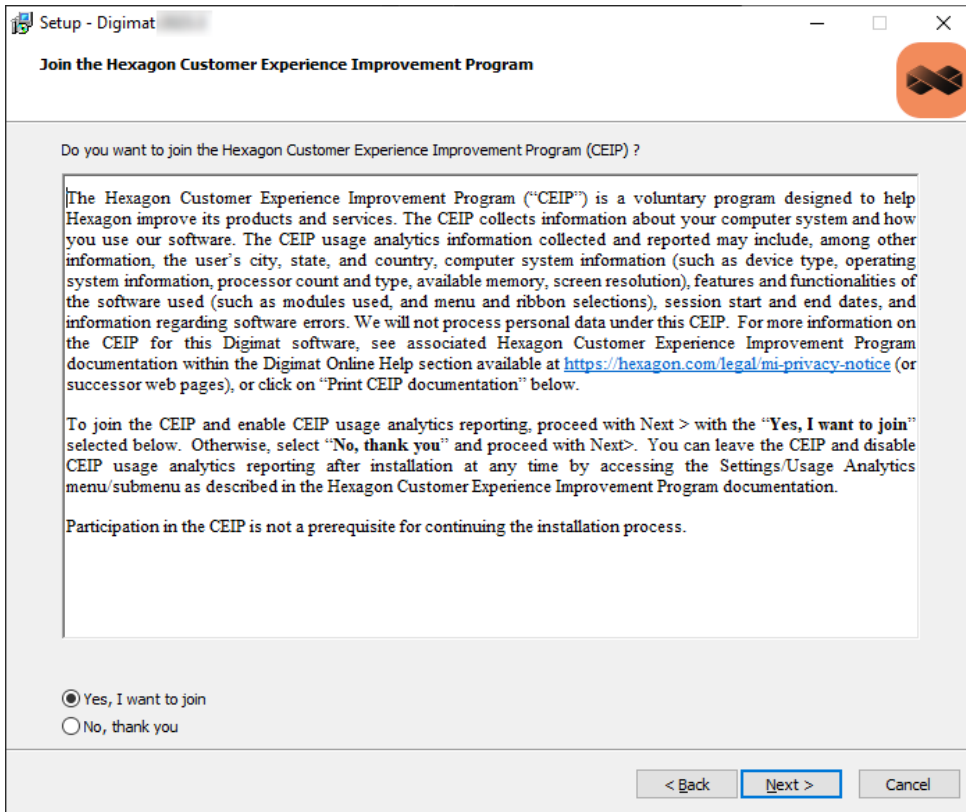 Setup - Digimat
Join the Hexagon Customer Experience Improvement Program
Do you want to join the Hexagon Customer Experience Improvement Program (CEIP) ?
The Hexagon Customer Experience Improvement Program (“CEIP”) is a voluntary program designed to help
Hexagon improve its products and services. The CEIP collects information about your computer system and how
you use our software. The CEIP usage analytics information collected and reported may include, among other
information, the user’s city, state, and country, computer system information (such as device type, operating
system information, processor count and type, available memory, screen resolution), features and functionalities of
the software used (such as modules used, and menu and ribbon selections), session start and end dates, and
information regarding software errors. We will not process personal data under this CEIP.  For more information on
the CEIP for this Digimat software, see associated Hexagon Customer Experience Improvement Program
documentation within the Digimat Online Help section available at https://hexagon.com/legal/mi-privacy-notice (or
successor web pages), or click on “Print CEIP documentation” below.
To join the CEIP and enable CEIP usage analytics reporting, proceed with Next > with the “Yes, I want to join”
selected below.  Otherwise, select “No, thank you” and proceed with Next>.  You can leave the CEIP and disable
CEIP usage analytics reporting after installation at any time by accessing the Settings/Usage Analytics
menu/submenu as described in the Hexagon Customer Experience Improvement Program documentation.
Participation in the CEIP is not a prerequisite for continuing the installation process.
Yes, I want to join
No, thank you
< Back Next > Cancel